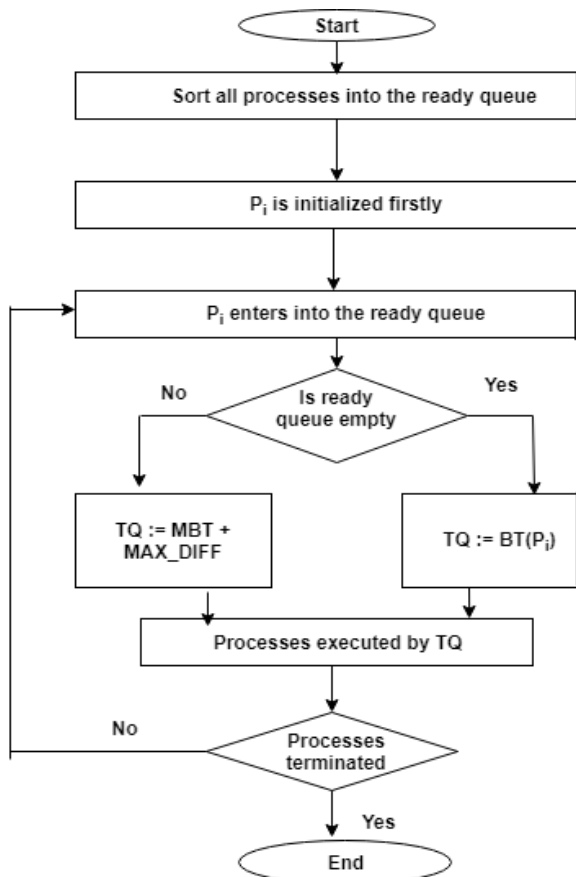 Start
Sort all processes into the ready queue
Pi is initialized firstly
Pi enters into the ready queue
No
Is ready
queue empty
Yes
TQ := MBT +
MAX_DIFF
TQ := BT(Pi)
Processes executed by TQ
No
Processes
terminated
Yes
End